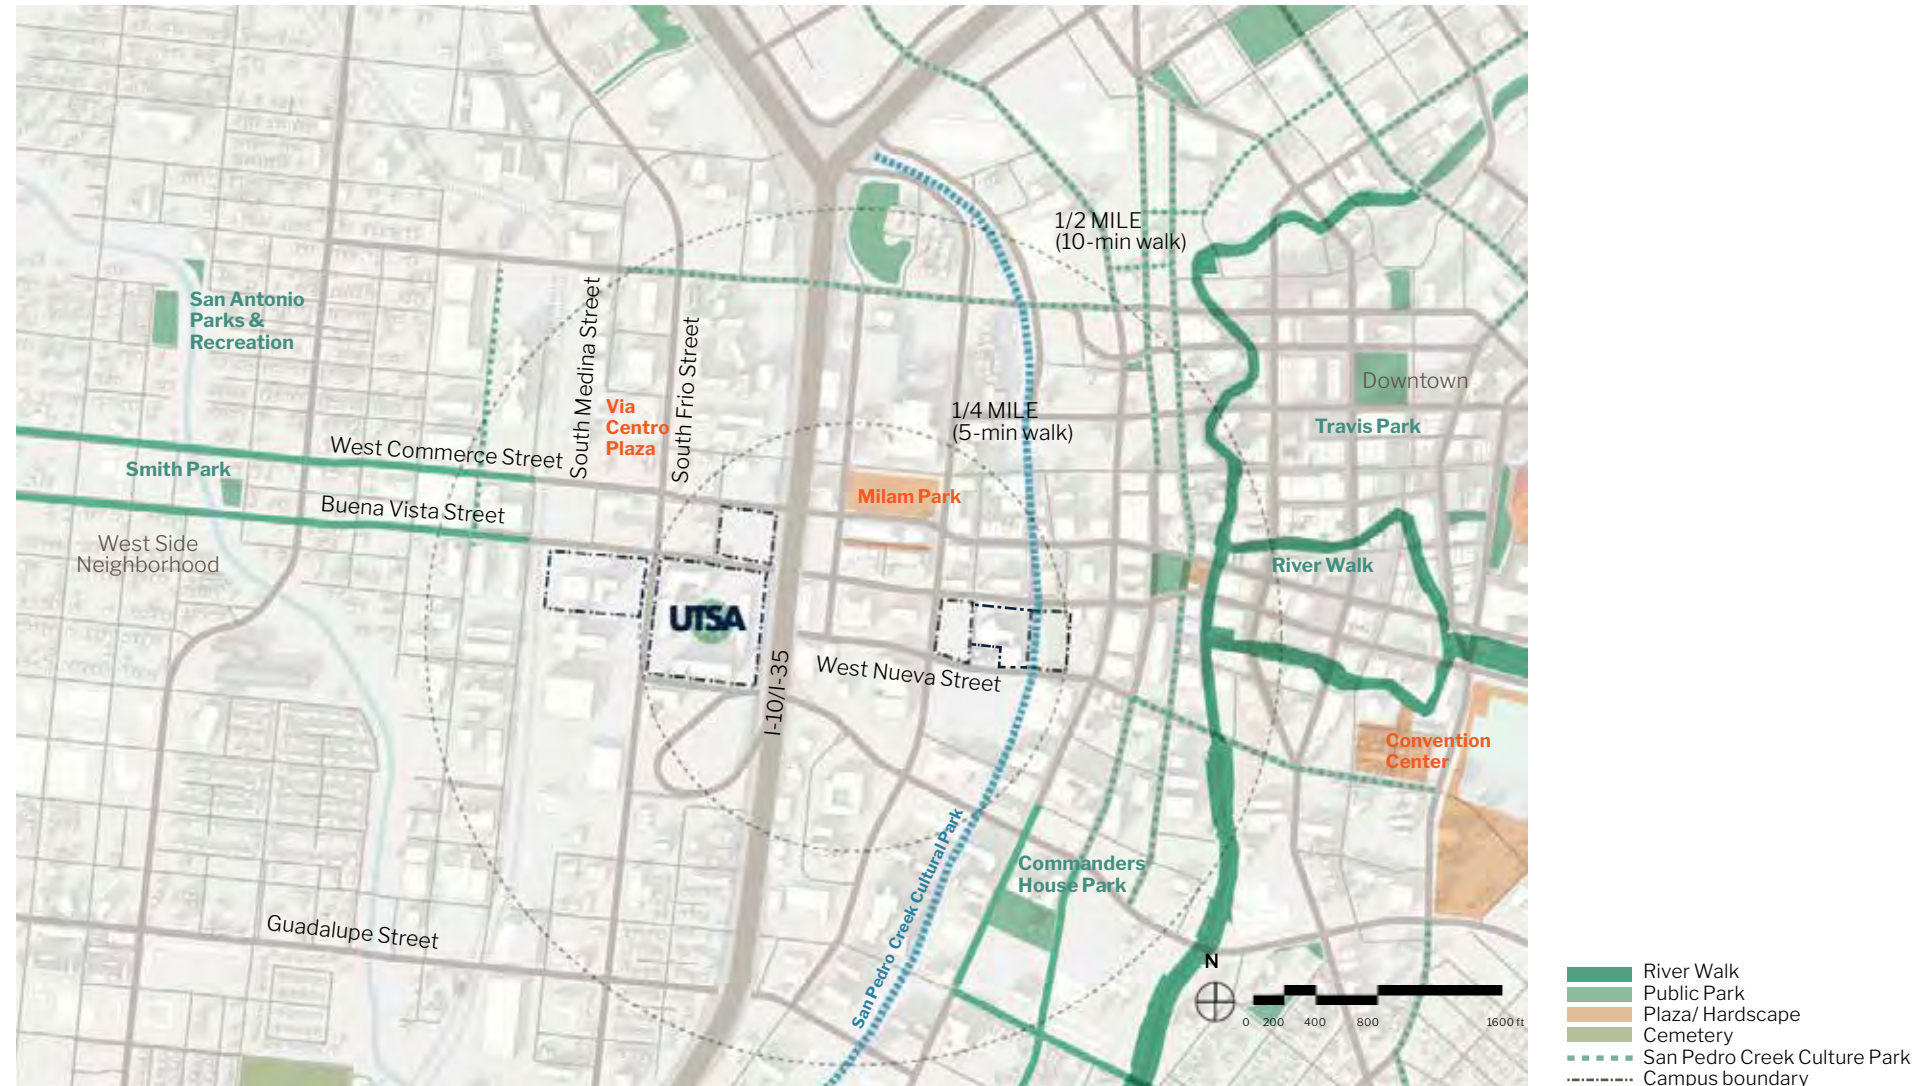 1/2 MILE
(10-min walk)
San Antonio
Parks &
Recreation
South Medina Street
South Frio Street
Via
Centro
Plaza
1/4 MILE
(5-min walk)
Downtown
Travis Park
West Commerce Street
Smith Park
Buena Vista Street
Milam Park
West Side
Neighborhood
River Walk
UTSA
I-10/I-35
West Nueva Street
Convention
Center
San Pedro Creek Cultural Park
Commanders
House Park
Guadalupe Street
N
0 200 400 800 1600 ft
River Walk
Public Park
Plaza/ Hardscape
Cemetery
San Pedro Creek Culture Park
Campus boundary